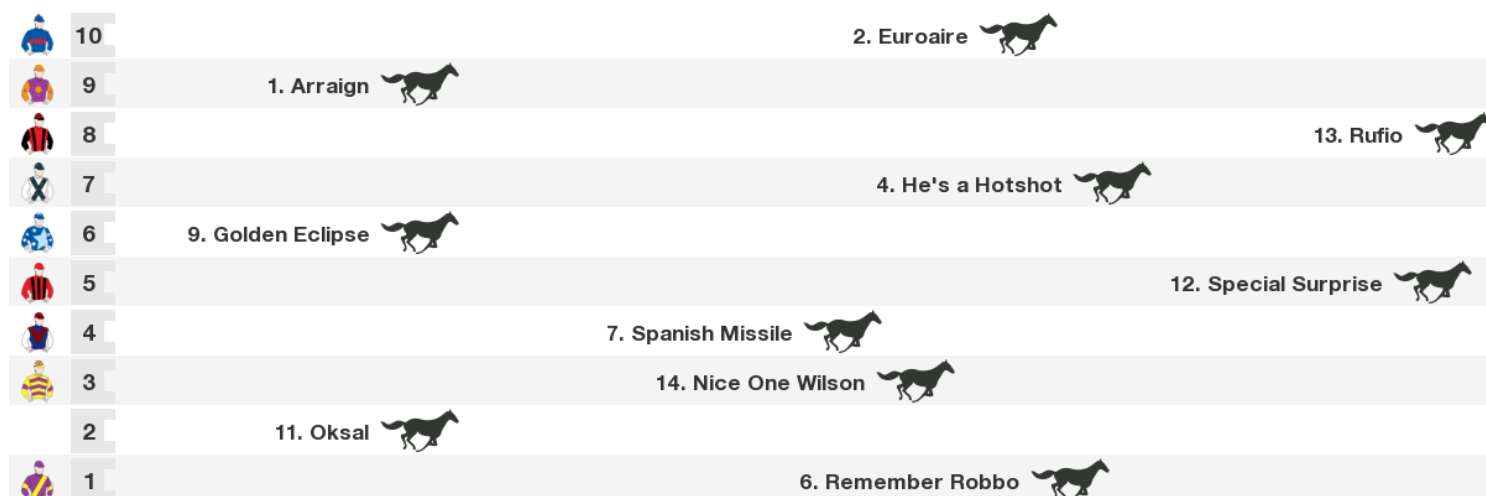 10 2. Euroaire
9 1. Arraign
8 13. Rufio
7 4. He's a Hotshot
6 9. Golden Eclipse
5 12. Special Surprise
4 7. Spanish Missile
3 14. Nice One Wilson
2 11. Oksal
1 6. Remember Robbo